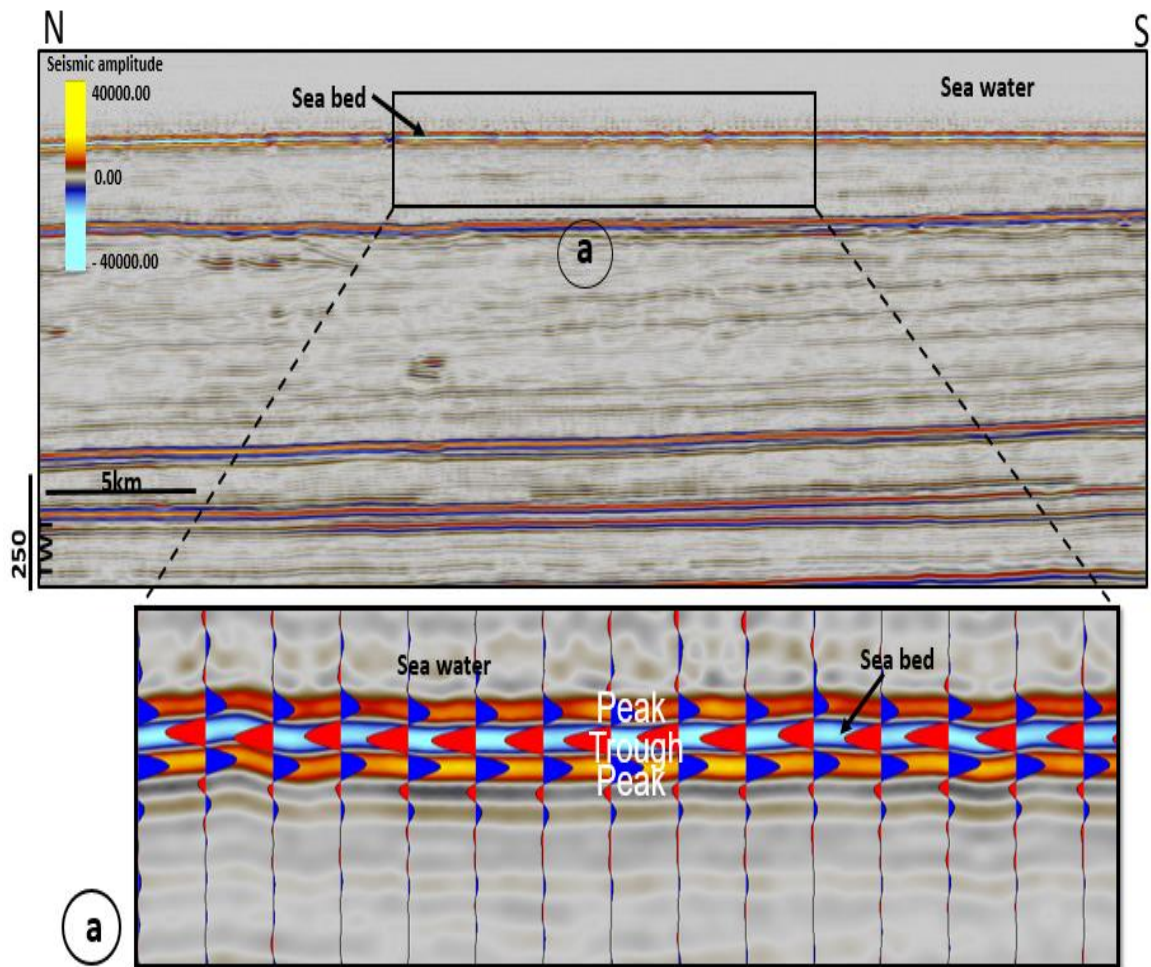 N
S
Seismic amplitude
40000.00
0.00
- 40000.00
Sea bed
Sea water
a
5km
250
TWT
Sea water
Sea bed
Peak
Trough
Peak
a